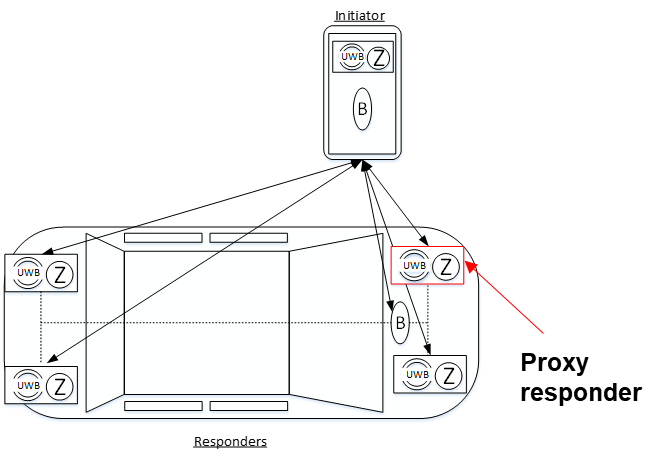 Initiator
UWB Z
B
UWB Z
UWB Z
B
UWB Z
UWB Z
Proxy
responder
Responders